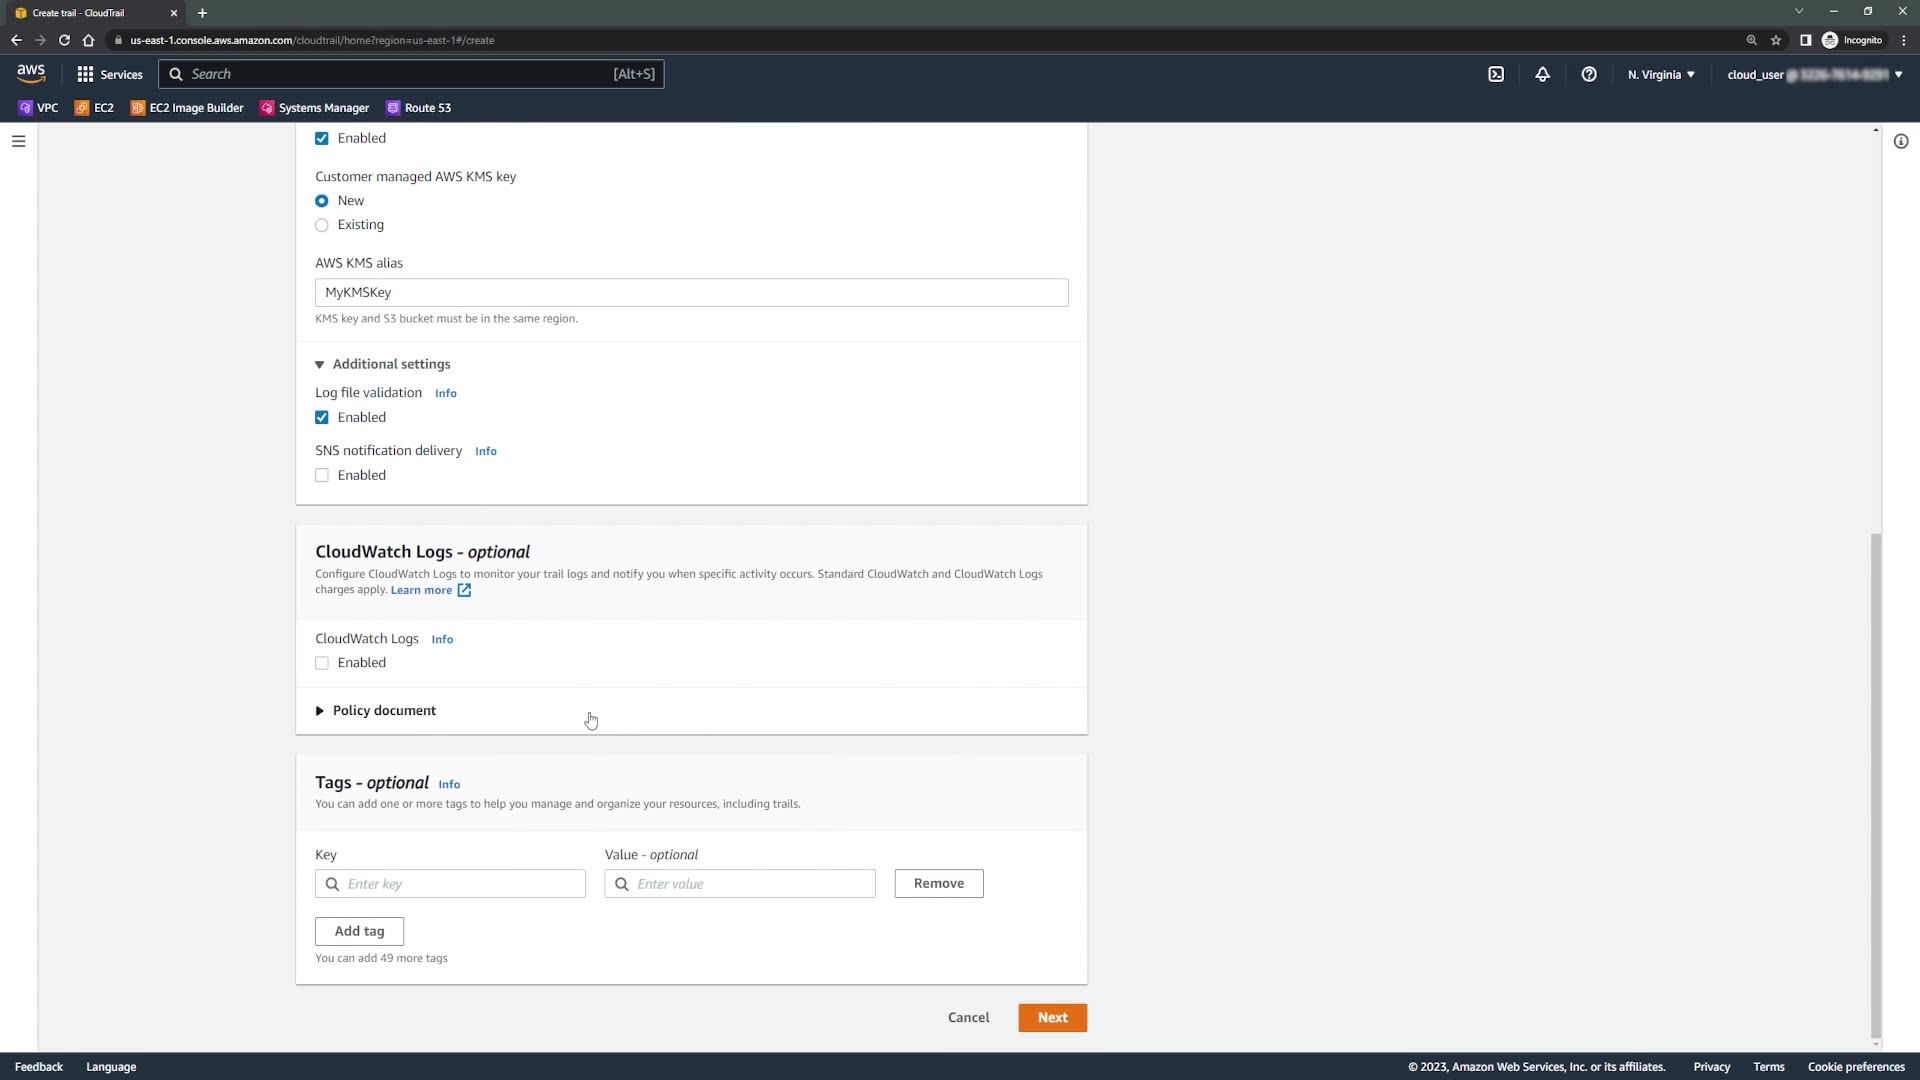 Create trail - CloudTrail
us-east-1.console.aws.amazon.com/cloudtrail/home?region=us-east-1#/create
Incognito
aws
Services
Search
[Alt+S]
N. Virginia
cloud_user
VPC
EC2
EC2 Image Builder
Systems Manager
Route 53
Enabled
Customer managed AWS KMS key
New
Existing
AWS KMS alias
MyKMSKey
KMS key and S3 bucket must be in the same region.
Additional settings
Log file validation Info
Enabled
SNS notification delivery Info
Enabled
CloudWatch Logs - optional
Configure CloudWatch Logs to monitor your trail logs and notify you when specific activity occurs. Standard CloudWatch and CloudWatch Logs
charges apply. Learn more
CloudWatch Logs Info
Enabled
Policy document
Tags - optional Info
You can add one or more tags to help you manage and organize your resources, including trails.
Key
Value - optional
Enter key
Enter value
Remove
Add tag
You can add 49 more tags
Cancel
Next
Feedback
Language
© 2023, Amazon Web Services, Inc. or its affiliates.
Privacy
Terms
Cookie preferences